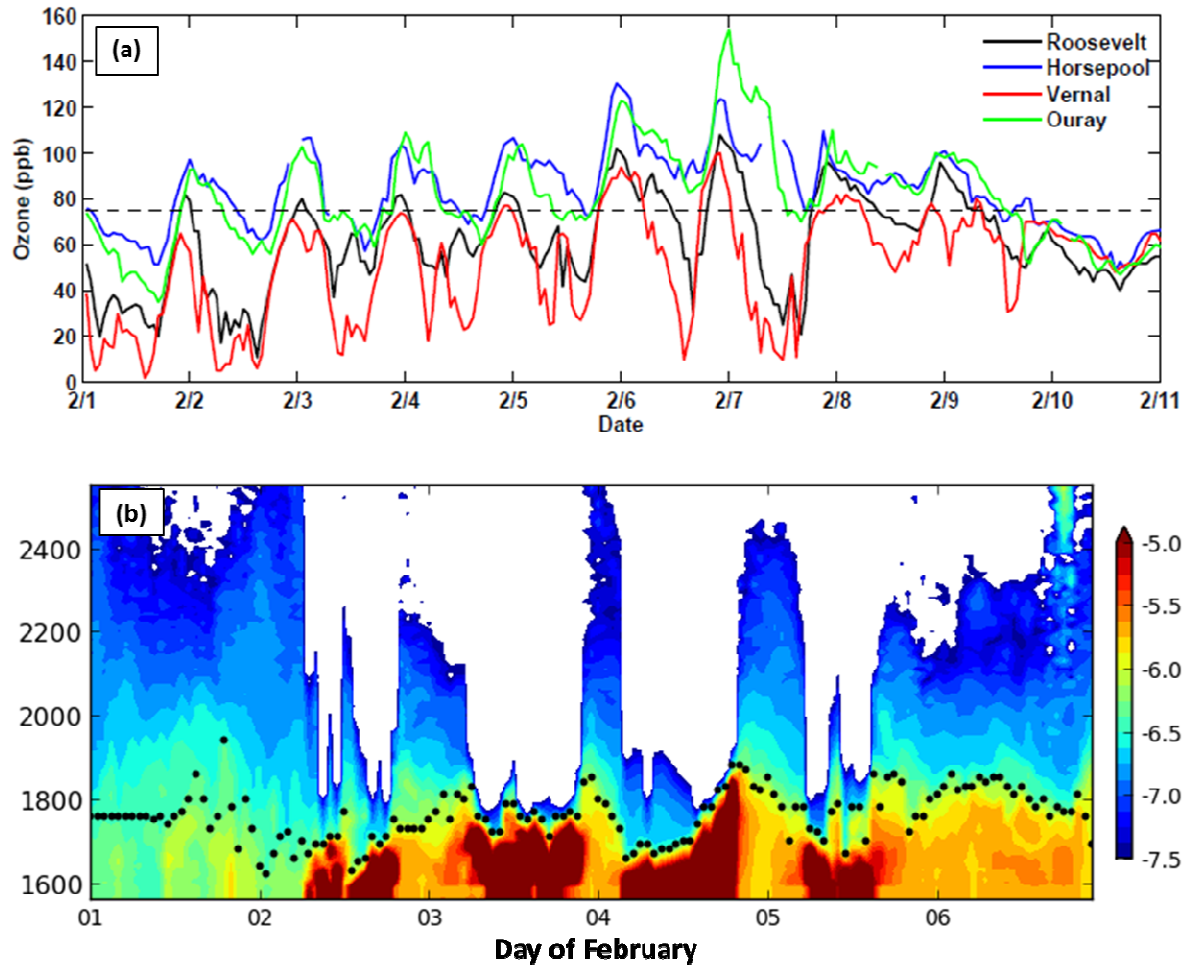 160
(a)
Roosevelt
Horsepool
Vernal
Ouray
140
120
100
80
60
40
20
0
Ozone (ppb)
2/1 2/2 2/3 2/4 2/5 2/6 2/7 2/8 2/9 2/10 2/11
Date
(b)
2400
2200
2000
1800
1600
-5.0
-5.5
-6.0
-6.5
-7.0
-7.5
01 02 03 04 05 06
Day of February